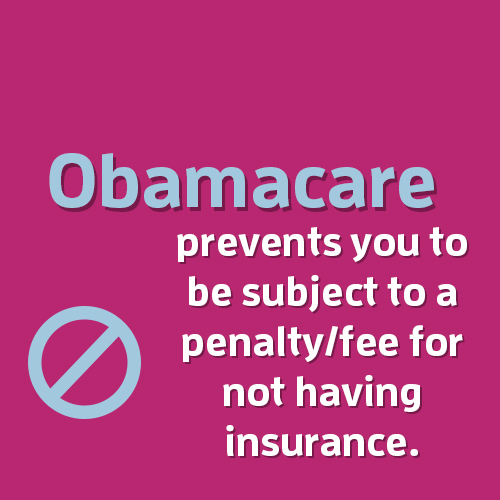 Obamacare
prevents you to
be subject to a
penalty/fee for
not having
insurance.